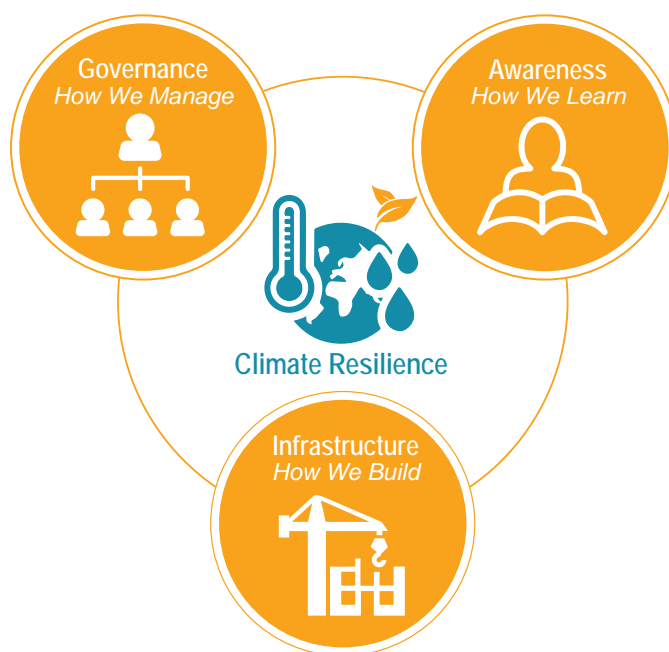 Governance
How We Manage
Awareness
How We Learn
Climate Resilience
Infrastructure
How We Build